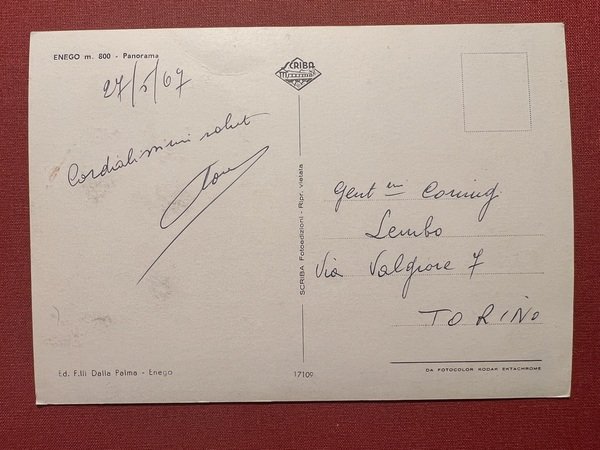 ENEGO m. 800 - Panorama
27/5/67
Cordialissimi saluti
SCRIBA
SCRIBA Fotoedizioni - Ripr. vietata
Gent mi Coniugi
Lembo
Via Valgioie 7
TORINO
Ed. F.lli Dalla Palma - Enego
17109
DA FOTOCOLOR KODAK EKTACHROME